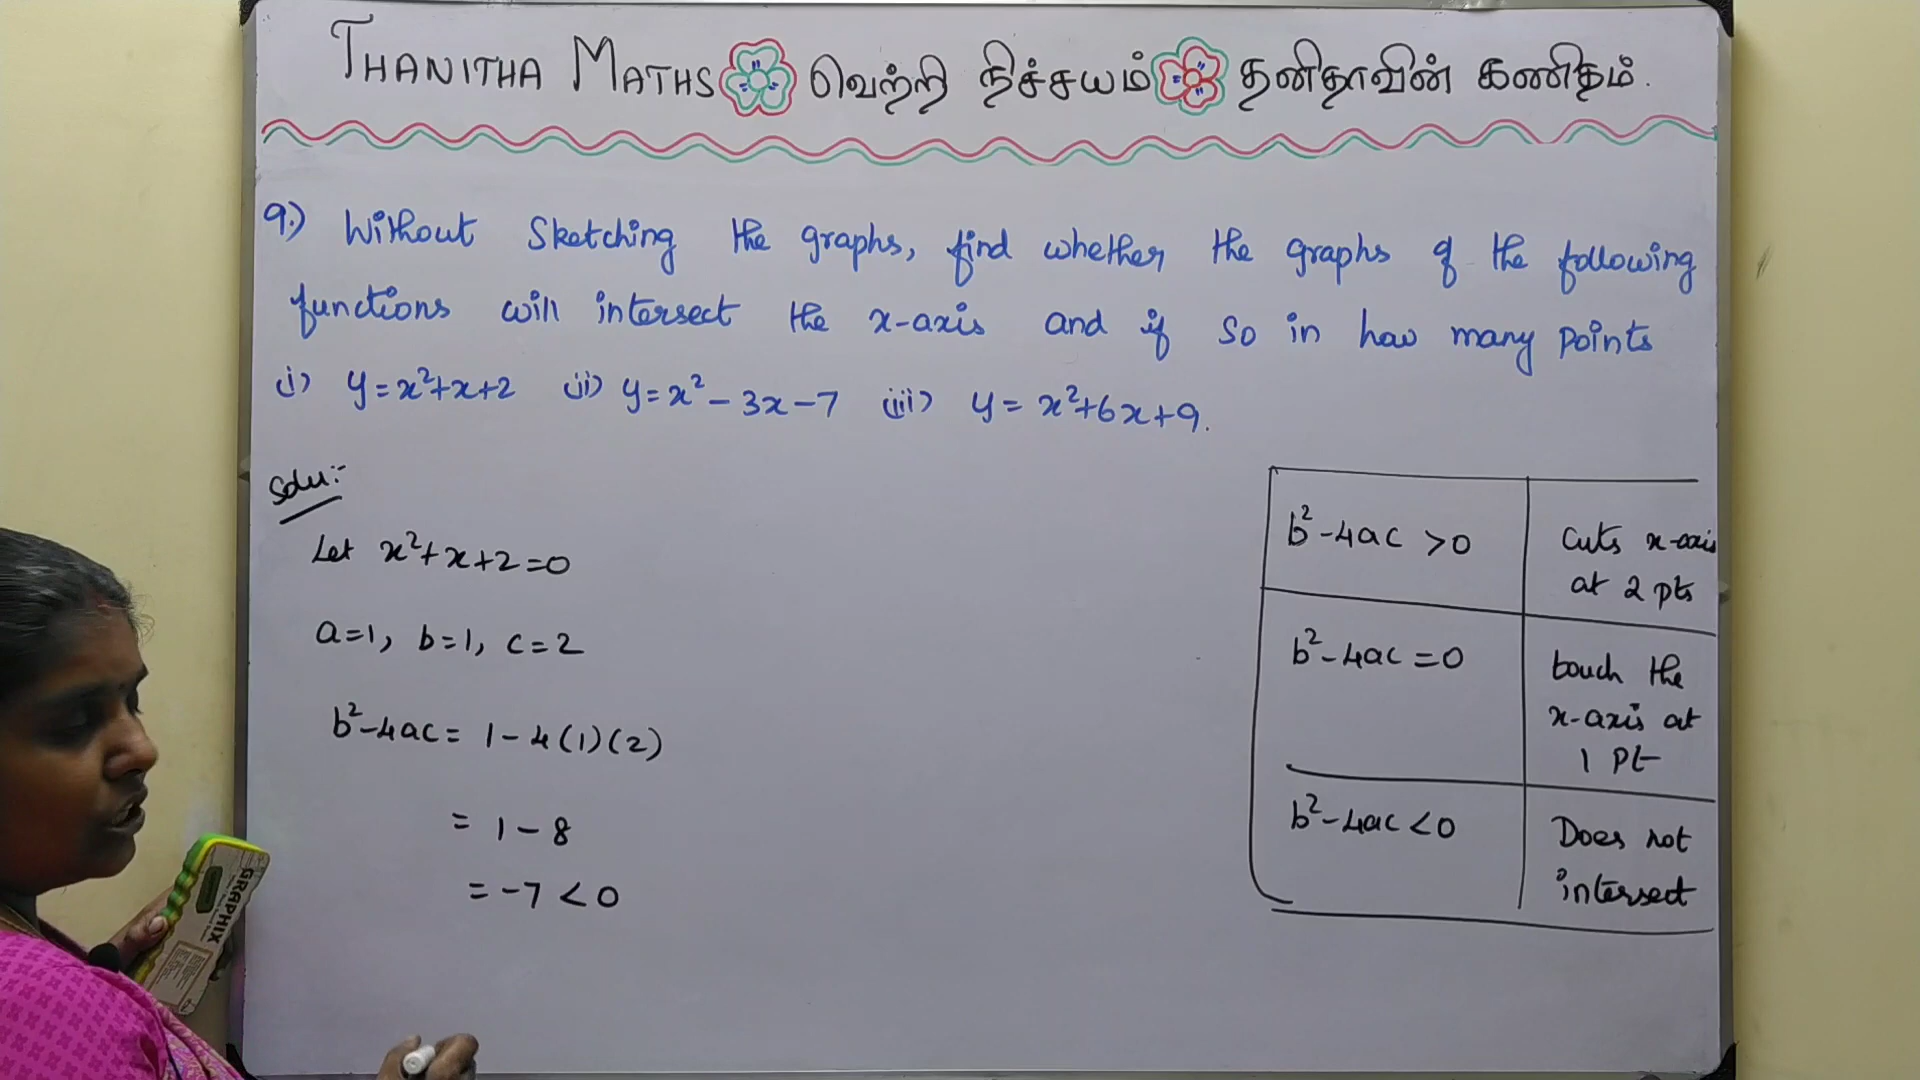 THANITHA MATHS வெற்றி நிச்சயம் தனிதாவின் கணிதம்.
9.) Without Sketching the graphs, find whether the graphs of the following
functions will intersect the x-axis and if so in how many points
(i) y=x²+x+2 (ii) y=x²-3x-7 (iii) y=x²+6x+9.
Solu:-
Let x²+x+2=0
a=1, b=1, c=2
b²-4ac= 1-4(1)(2)
= 1-8
= -7 < 0
b²-4ac >0
Cuts x-axis
at 2 pts
b²-4ac =0
touch the
x-axis at
1 pt
b²-4ac <0
Does not
intersect
GRAPHIX